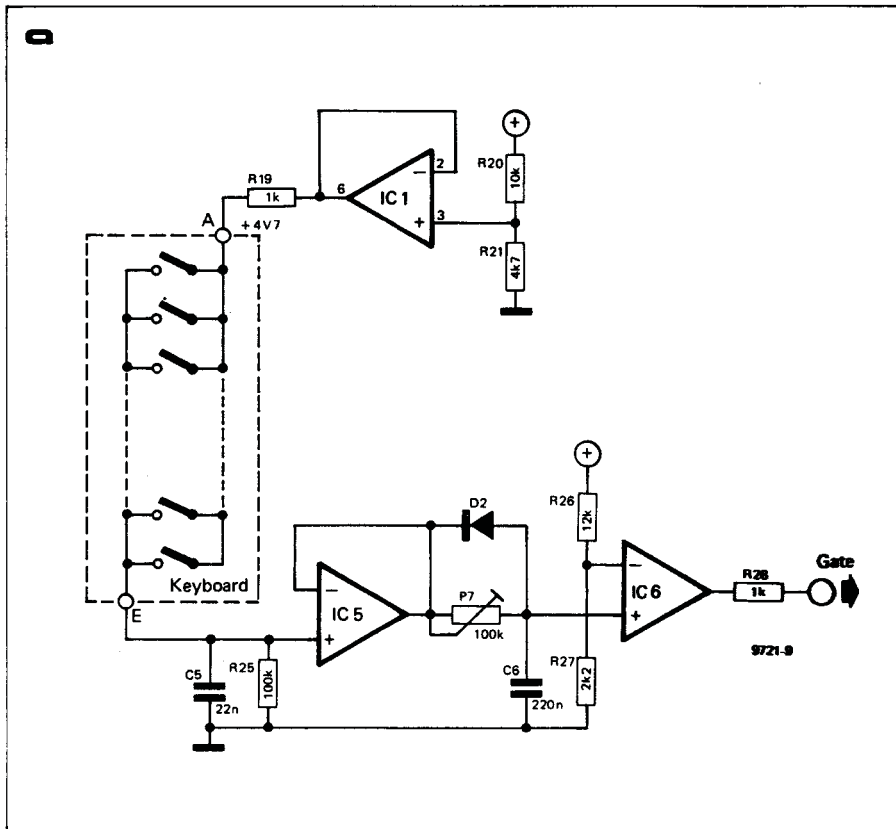 a
R19
1k
6
2
−
IC 1
+
3
+
R20
10k
R21
4k7
A
+4V7
Keyboard
E
C5
22n
R25
100k
−
IC 5
+
D2
P7
100k
C6
220n
+
R26
12k
R27
2k2
−
IC 6
+
R28
1k
Gate
9721-9